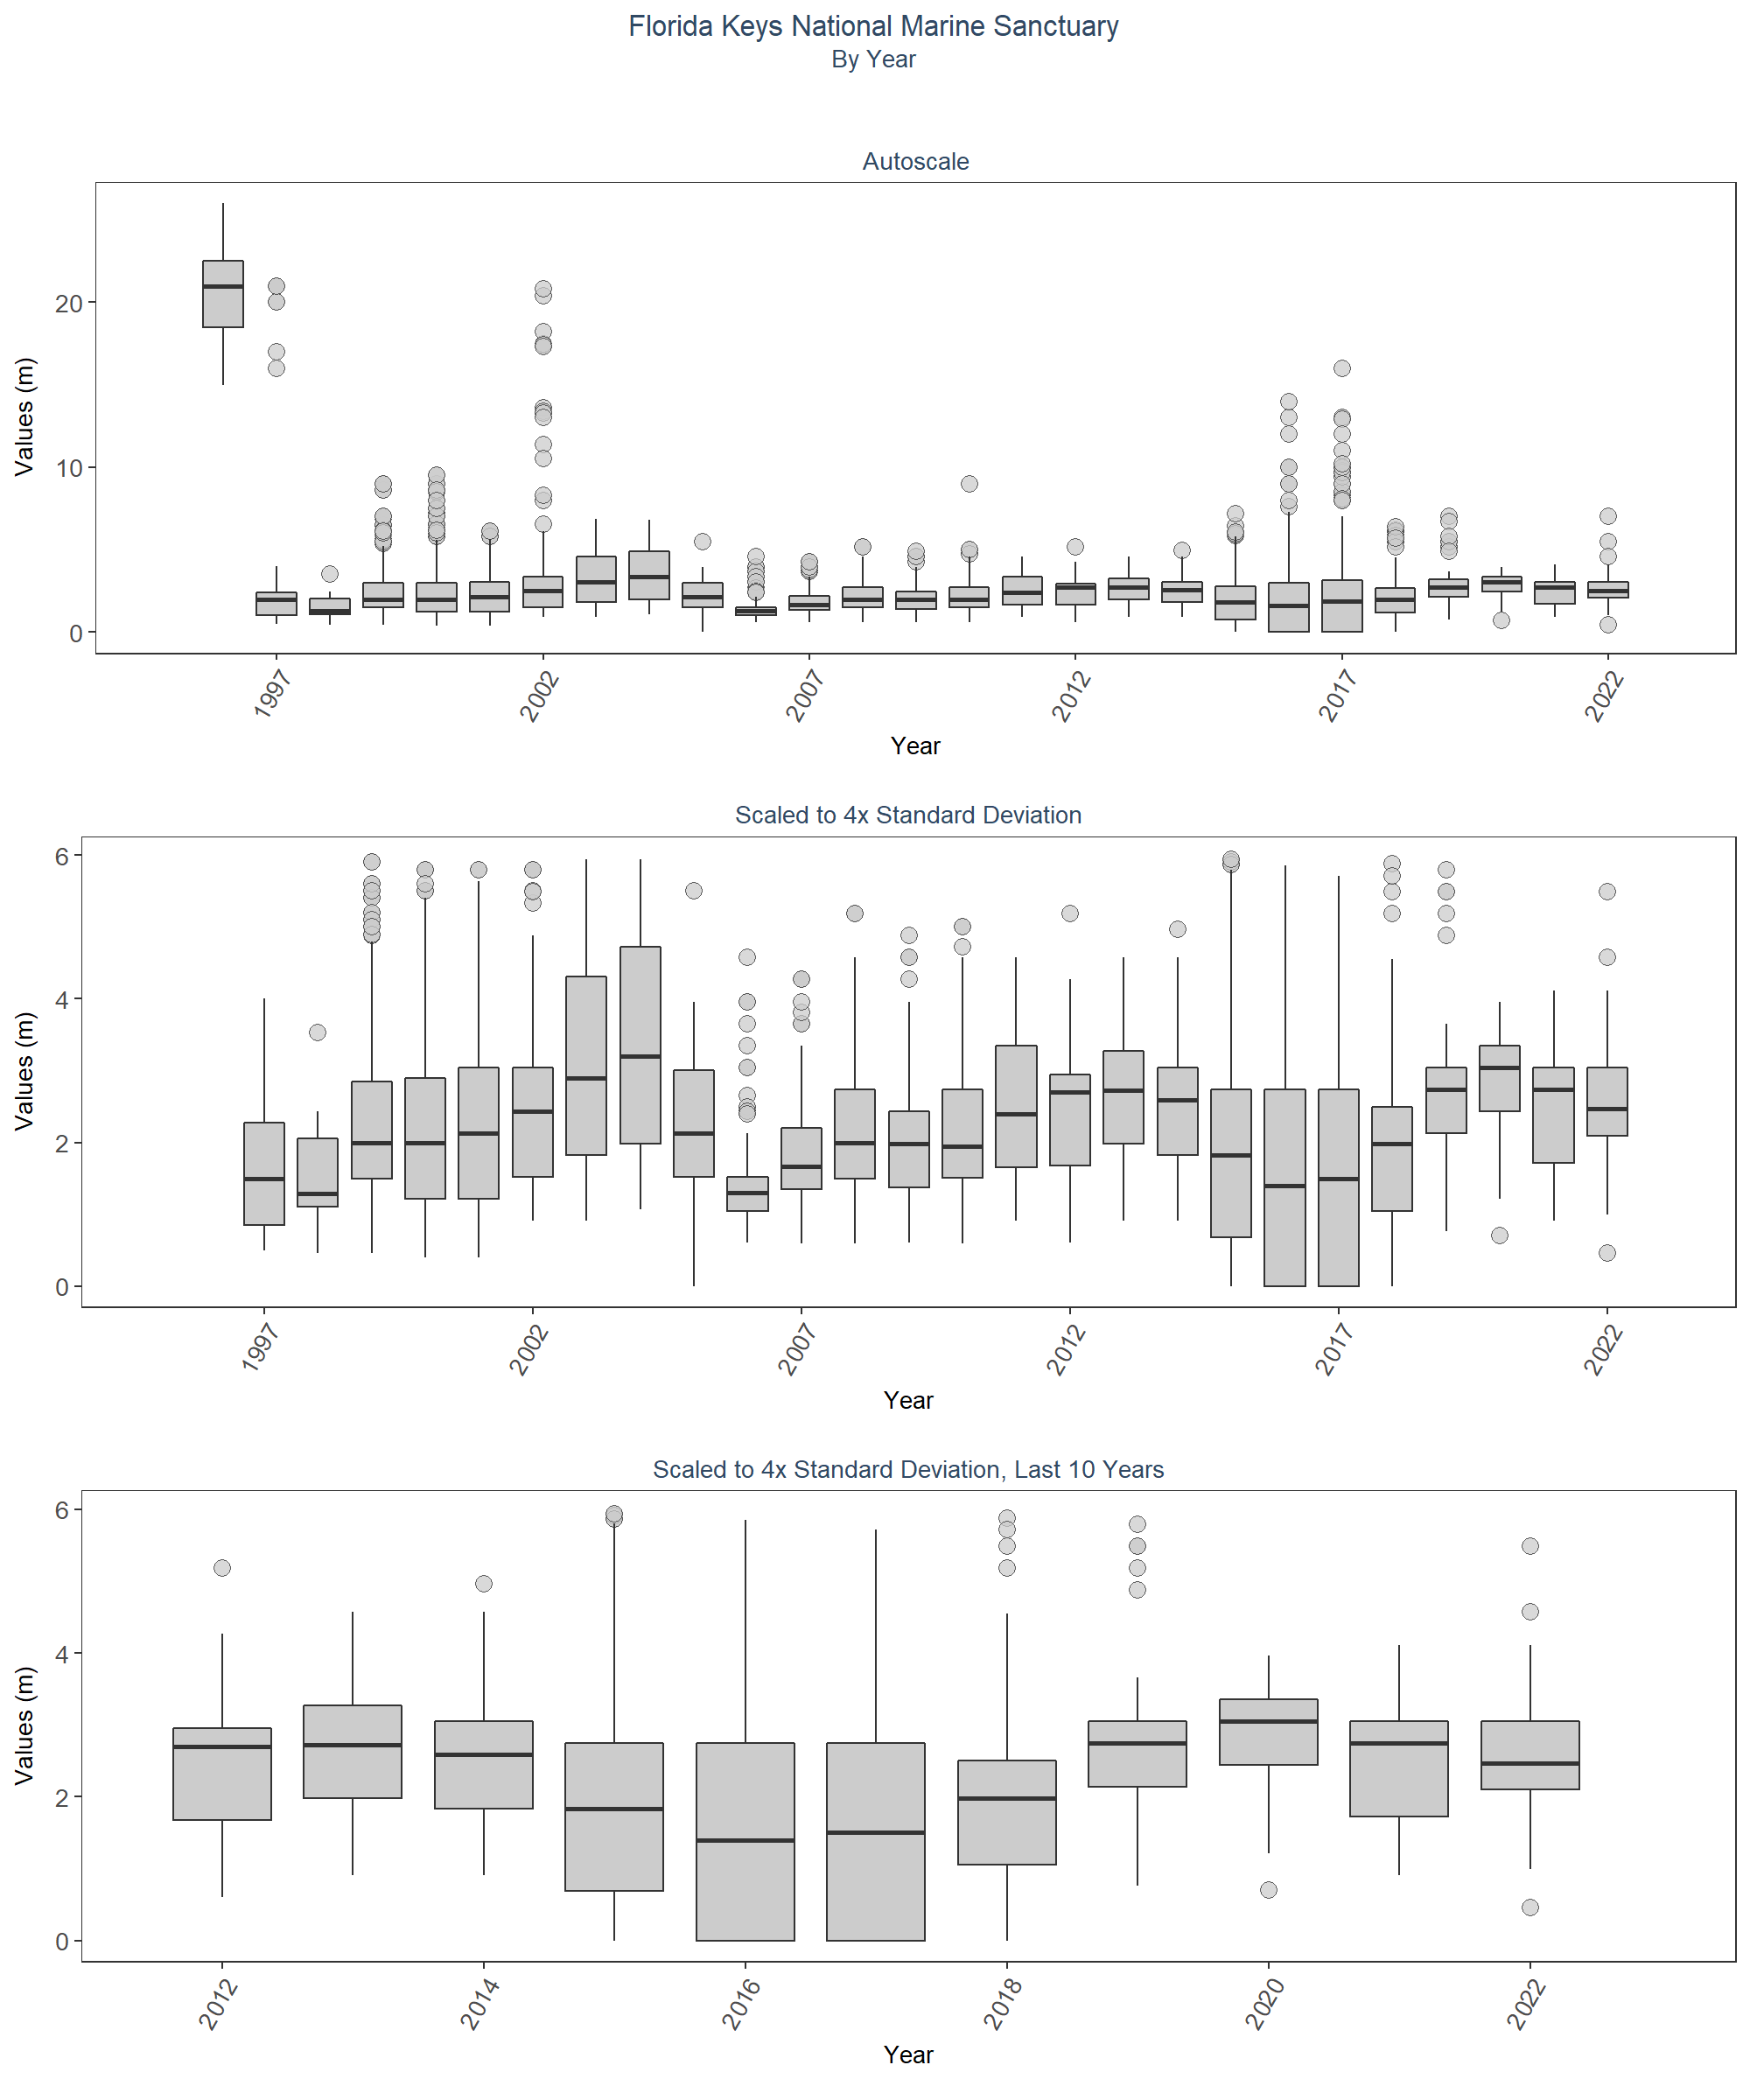 Florida Keys National Marine Sanctuary
By Year
Autoscale
Values (m)
20
10
0
1997
2002
2007
2012
2017
2022
Year
Scaled to 4x Standard Deviation
Values (m)
6
4
2
0
1997
2002
2007
2012
2017
2022
Year
Scaled to 4x Standard Deviation, Last 10 Years
Values (m)
6
4
2
0
2012
2014
2016
2018
2020
2022
Year